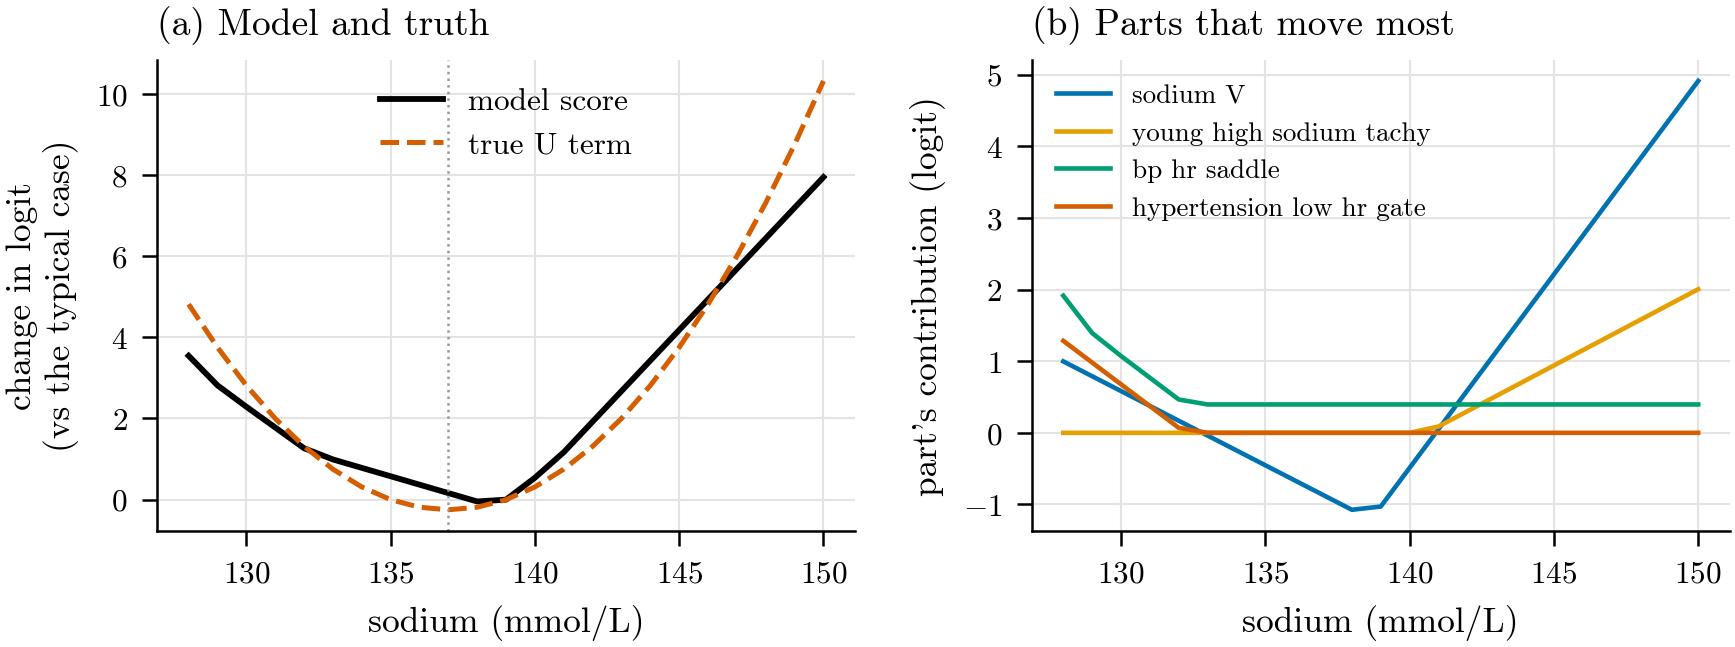 (a) Model and truth
change in logit
(vs the typical case)
10
8
6
4
2
0
model score
true U term
130
135
140
145
150
sodium (mmol/L)
(b) Parts that move most
part's contribution (logit)
5
4
3
2
1
0
−1
sodium V
young high sodium tachy
bp hr saddle
hypertension low hr gate
130
135
140
145
150
sodium (mmol/L)